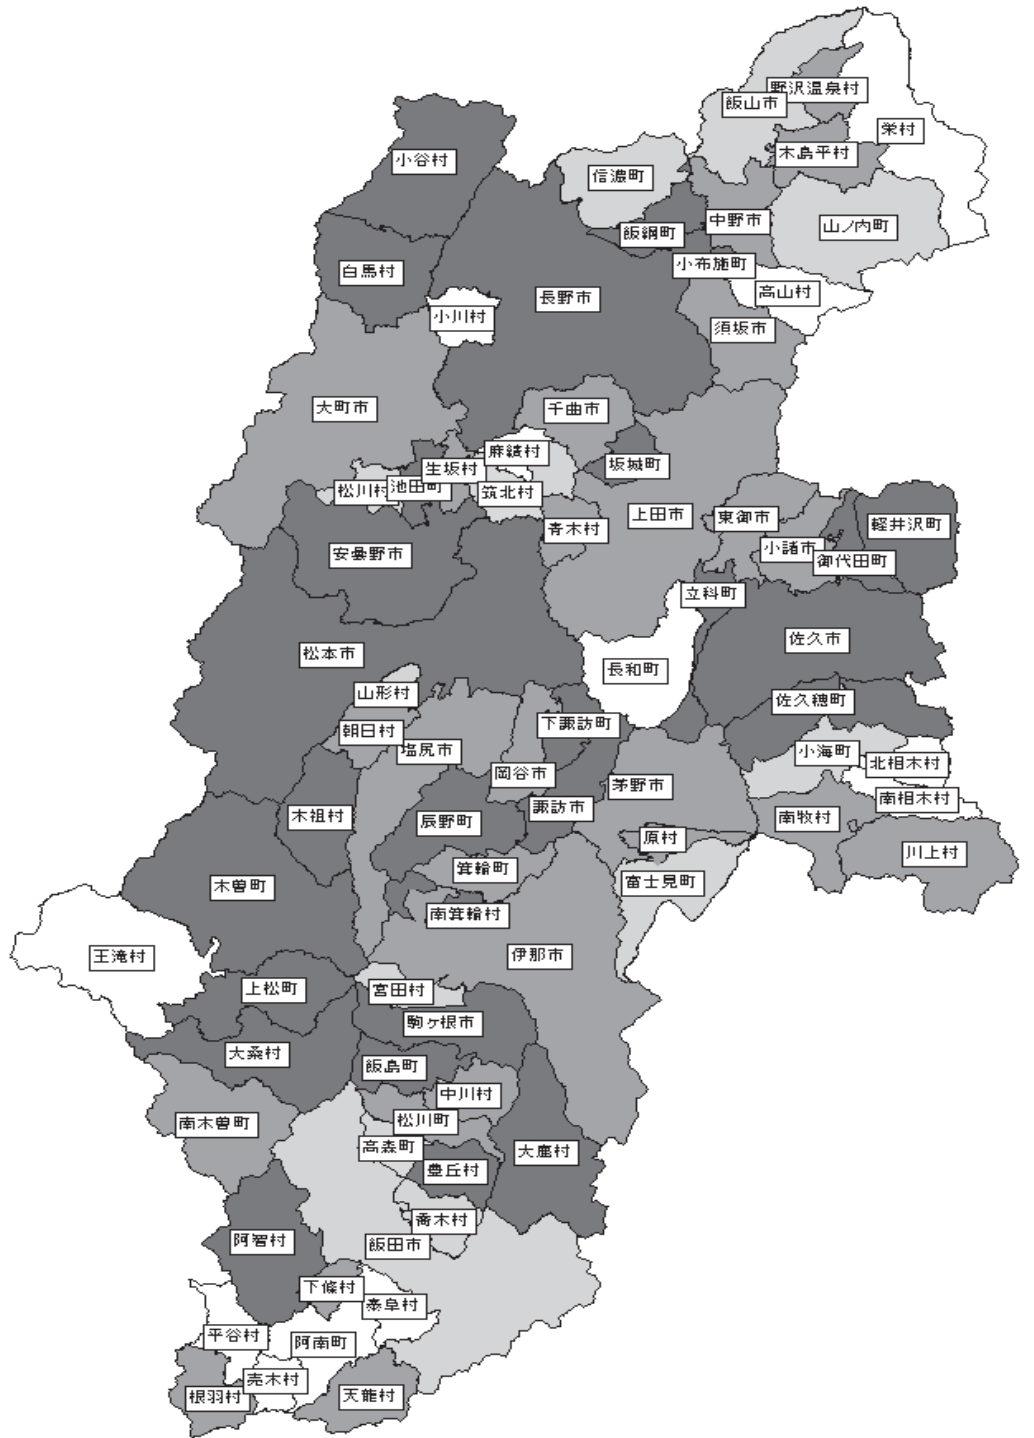 野沢温泉村
飯山市
栄村
木島平村
小谷村
信濃町
中野市
山ノ内町
飯綱町
小布施町
白馬村
高山村
長野市
小川村
須坂市
大町市
千曲市
麻績村
生坂村
坂城町
松川村
池田町
筑北村
上田市
東御市
軽井沢町
青木村
小諸市
安曇野市
御代田町
立科町
佐久市
松本市
長和町
山形村
佐久穂町
下諏訪町
朝日村
塩尻市
小海町
北相木村
岡谷市
茅野市
南相木村
諏訪市
木祖村
辰野町
南牧村
原村
川上村
箕輪町
富士見町
木曽町
南箕輪村
王滝村
伊那市
上松町
宮田村
駒ヶ根市
大桑村
飯島町
中川村
松川町
南木曽町
高森町
大鹿村
豊丘村
喬木村
阿智村
飯田市
下條村
泰阜村
平谷村
阿南町
売木村
根羽村
天龍村